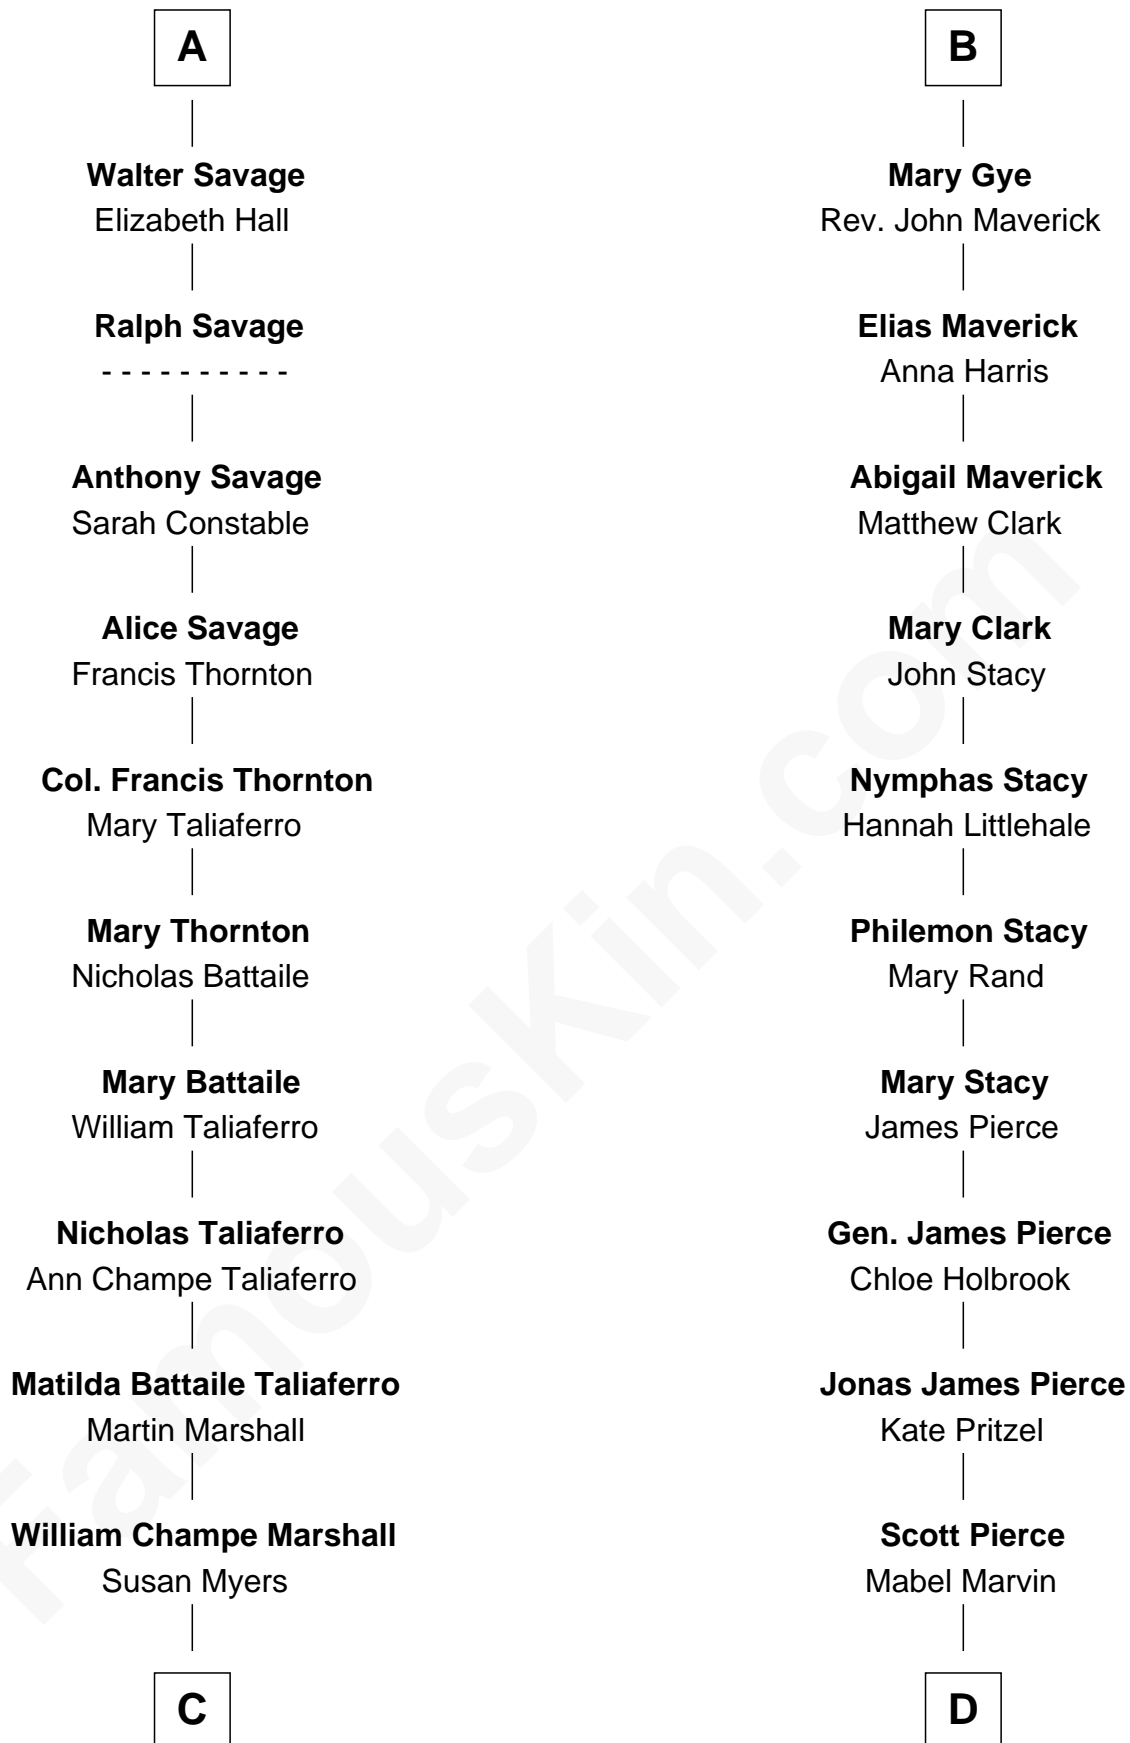 A
Walter Savage
Elizabeth Hall
Ralph Savage
- - - - - - - - - -
Anthony Savage
Sarah Constable
Alice Savage
Francis Thornton
Col. Francis Thornton
Mary Taliaferro
Mary Thornton
Nicholas Battaile
Mary Battaile
William Taliaferro
Nicholas Taliaferro
Ann Champe Taliaferro
Matilda Battaile Taliaferro
Martin Marshall
William Champe Marshall
Susan Myers
C
B
Mary Gye
Rev. John Maverick
Elias Maverick
Anna Harris
Abigail Maverick
Matthew Clark
Mary Clark
John Stacy
Nymphas Stacy
Hannah Littlehale
Philemon Stacy
Mary Rand
Mary Stacy
James Pierce
Gen. James Pierce
Chloe Holbrook
Jonas James Pierce
Kate Pritzel
Scott Pierce
Mabel Marvin
D
FamousKin.com